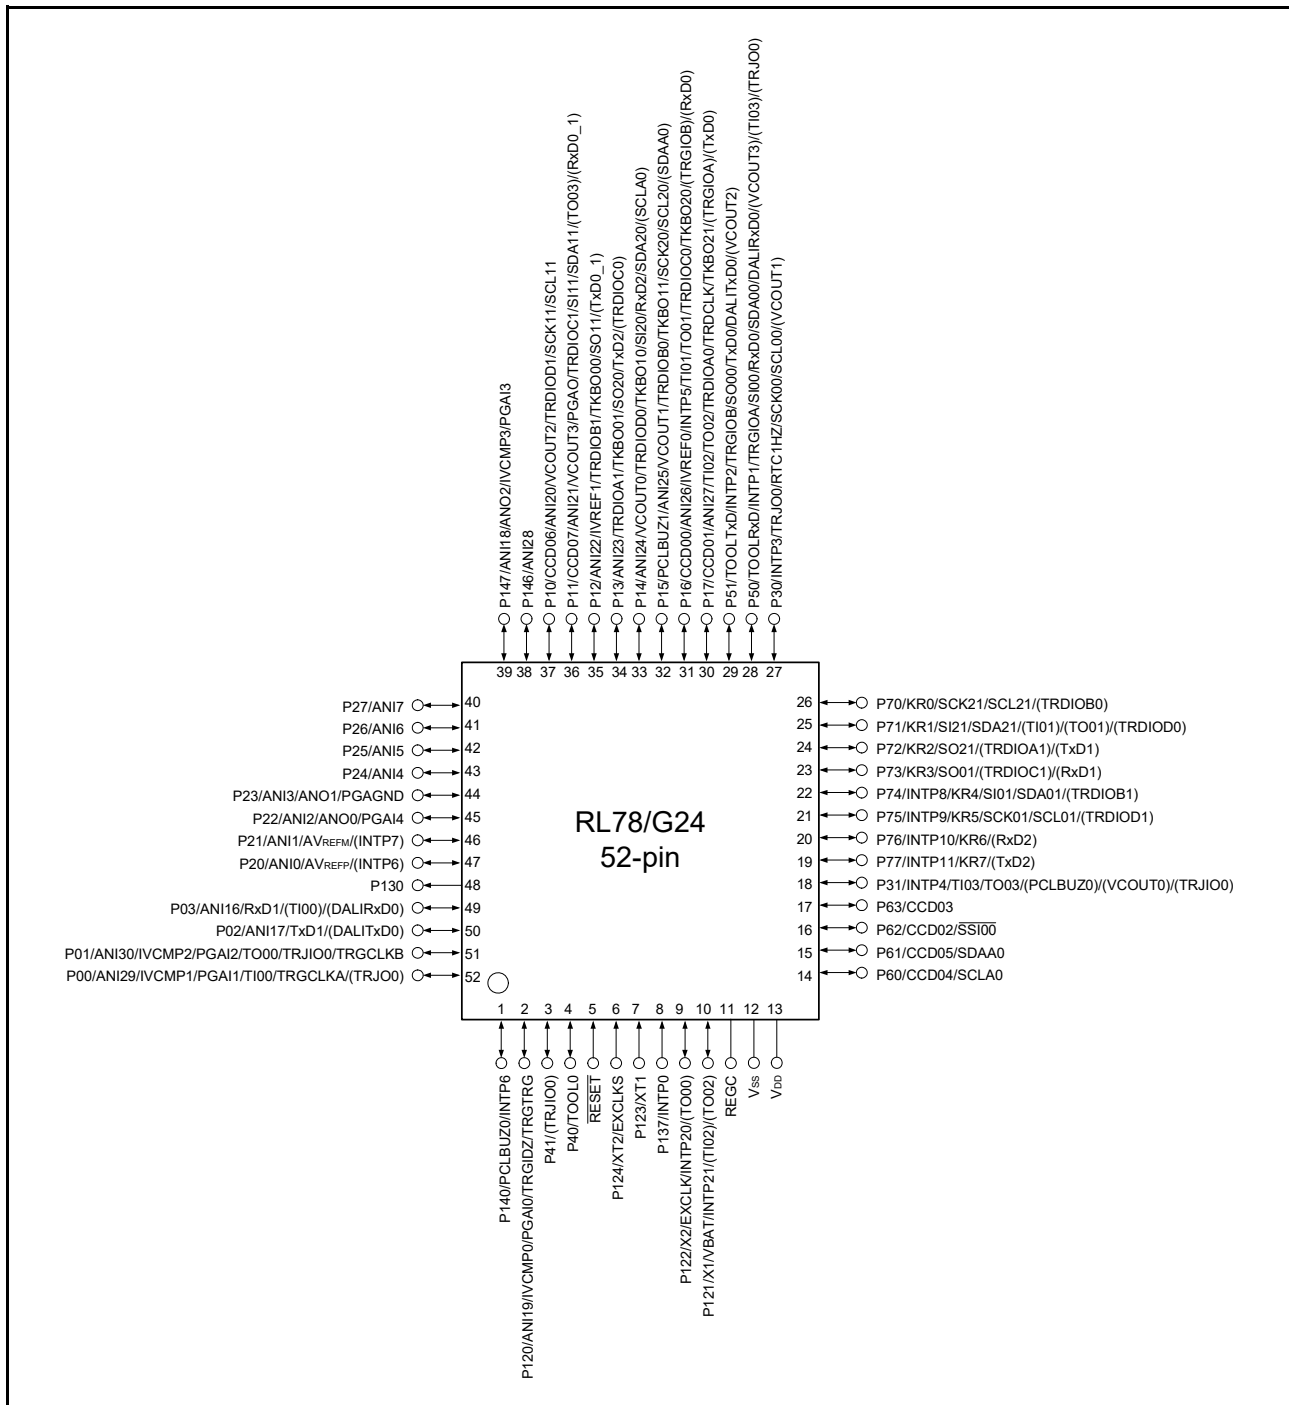 P147/ANI18/ANO2/IVCMP3/PGAI3
P146/ANI28
P10/CCD06/ANI20/VCOUT2/TRDIOD1/SCK11/SCL11
P11/CCD07/ANI21/VCOUT3/PGAO/TRDIOC1/SI11/SDA11/(TO03)/(RxD0_1)
P12/ANI22/IVREF1/TRDIOB1/TKBO00/SO11/(TxD0_1)
P13/ANI23/TRDIOA1/TKBO01/SO20/TxD2/(TRDIOC0)
P14/ANI24/VCOUT0/TRDIOD0/TKBO10/SI20/RxD2/SDA20/(SCLA0)
P15/PCLBUZ1/ANI25/VCOUT1/TRDIOB0/TKBO11/SCK20/SCL20/(SDAA0)
P16/CCD00/ANI26/IVREF0/INTP5/TI01/TO01/TRDIOC0/TKBO20/(TRGIOB)/(RxD0)
P17/CCD01/ANI27/TI02/TO02/TRDIOA0/TRDCLK/TKBO21/(TRGIOA)/(TxD0)
P51/TOOLTxD/INTP2/TRGIOB/SO00/TxD0/DALITxD0/(VCOUT2)
P50/TOOLRxD/INTP1/TRGIOA/SI00/RxD0/SDA00/DALIRxD0/(VCOUT3)/(TI03)/(TRJO0)
P30/INTP3/TRJO0/RTC1HZ/SCK00/SCL00/(VCOUT1)
39 38 37 36 35 34 33 32 31 30 29 28 27
P27/ANI7 40
P26/ANI6 41
P25/ANI5 42
P24/ANI4 43
P23/ANI3/ANO1/PGAGND 44
P22/ANI2/ANO0/PGAI4 45
P21/ANI1/AVREFM/(INTP7) 46
P20/ANI0/AVREFP/(INTP6) 47
P130 48
P03/ANI16/RxD1/(TI00)/(DALIRxD0) 49
P02/ANI17/TxD1/(DALITxD0) 50
P01/ANI30/IVCMP2/PGAI2/TO00/TRJIO0/TRGCLKB 51
P00/ANI29/IVCMP1/PGAI1/TI00/TRGCLKA/(TRJO0) 52
RL78/G24
52-pin
26 P70/KR0/SCK21/SCL21/(TRDIOB0)
25 P71/KR1/SI21/SDA21/(TI01)/(TO01)/(TRDIOD0)
24 P72/KR2/SO21/(TRDIOA1)/(TxD1)
23 P73/KR3/SO01/(TRDIOC1)/(RxD1)
22 P74/INTP8/KR4/SI01/SDA01/(TRDIOB1)
21 P75/INTP9/KR5/SCK01/SCL01/(TRDIOD1)
20 P76/INTP10/KR6/(RxD2)
19 P77/INTP11/KR7/(TxD2)
18 P31/INTP4/TI03/TO03/(PCLBUZ0)/(VCOUT0)/(TRJIO0)
17 P63/CCD03
16 P62/CCD02/SSI00
15 P61/CCD05/SDAA0
14 P60/CCD04/SCLA0
1 2 3 4 5 6 7 8 9 10 11 12 13
P140/PCLBUZ0/INTP6
P120/ANI19/IVCMP0/PGAI0/TRGIDZ/TRGTRG
P41/(TRJIO0)
P40/TOOL0
RESET
P124/XT2/EXCLKS
P123/XT1
P137/INTP0
P122/X2/EXCLK/INTP20/(TO00)
P121/X1/VBAT/INTP21/(TI02)/(TO02)
REGC
VSS
VDD